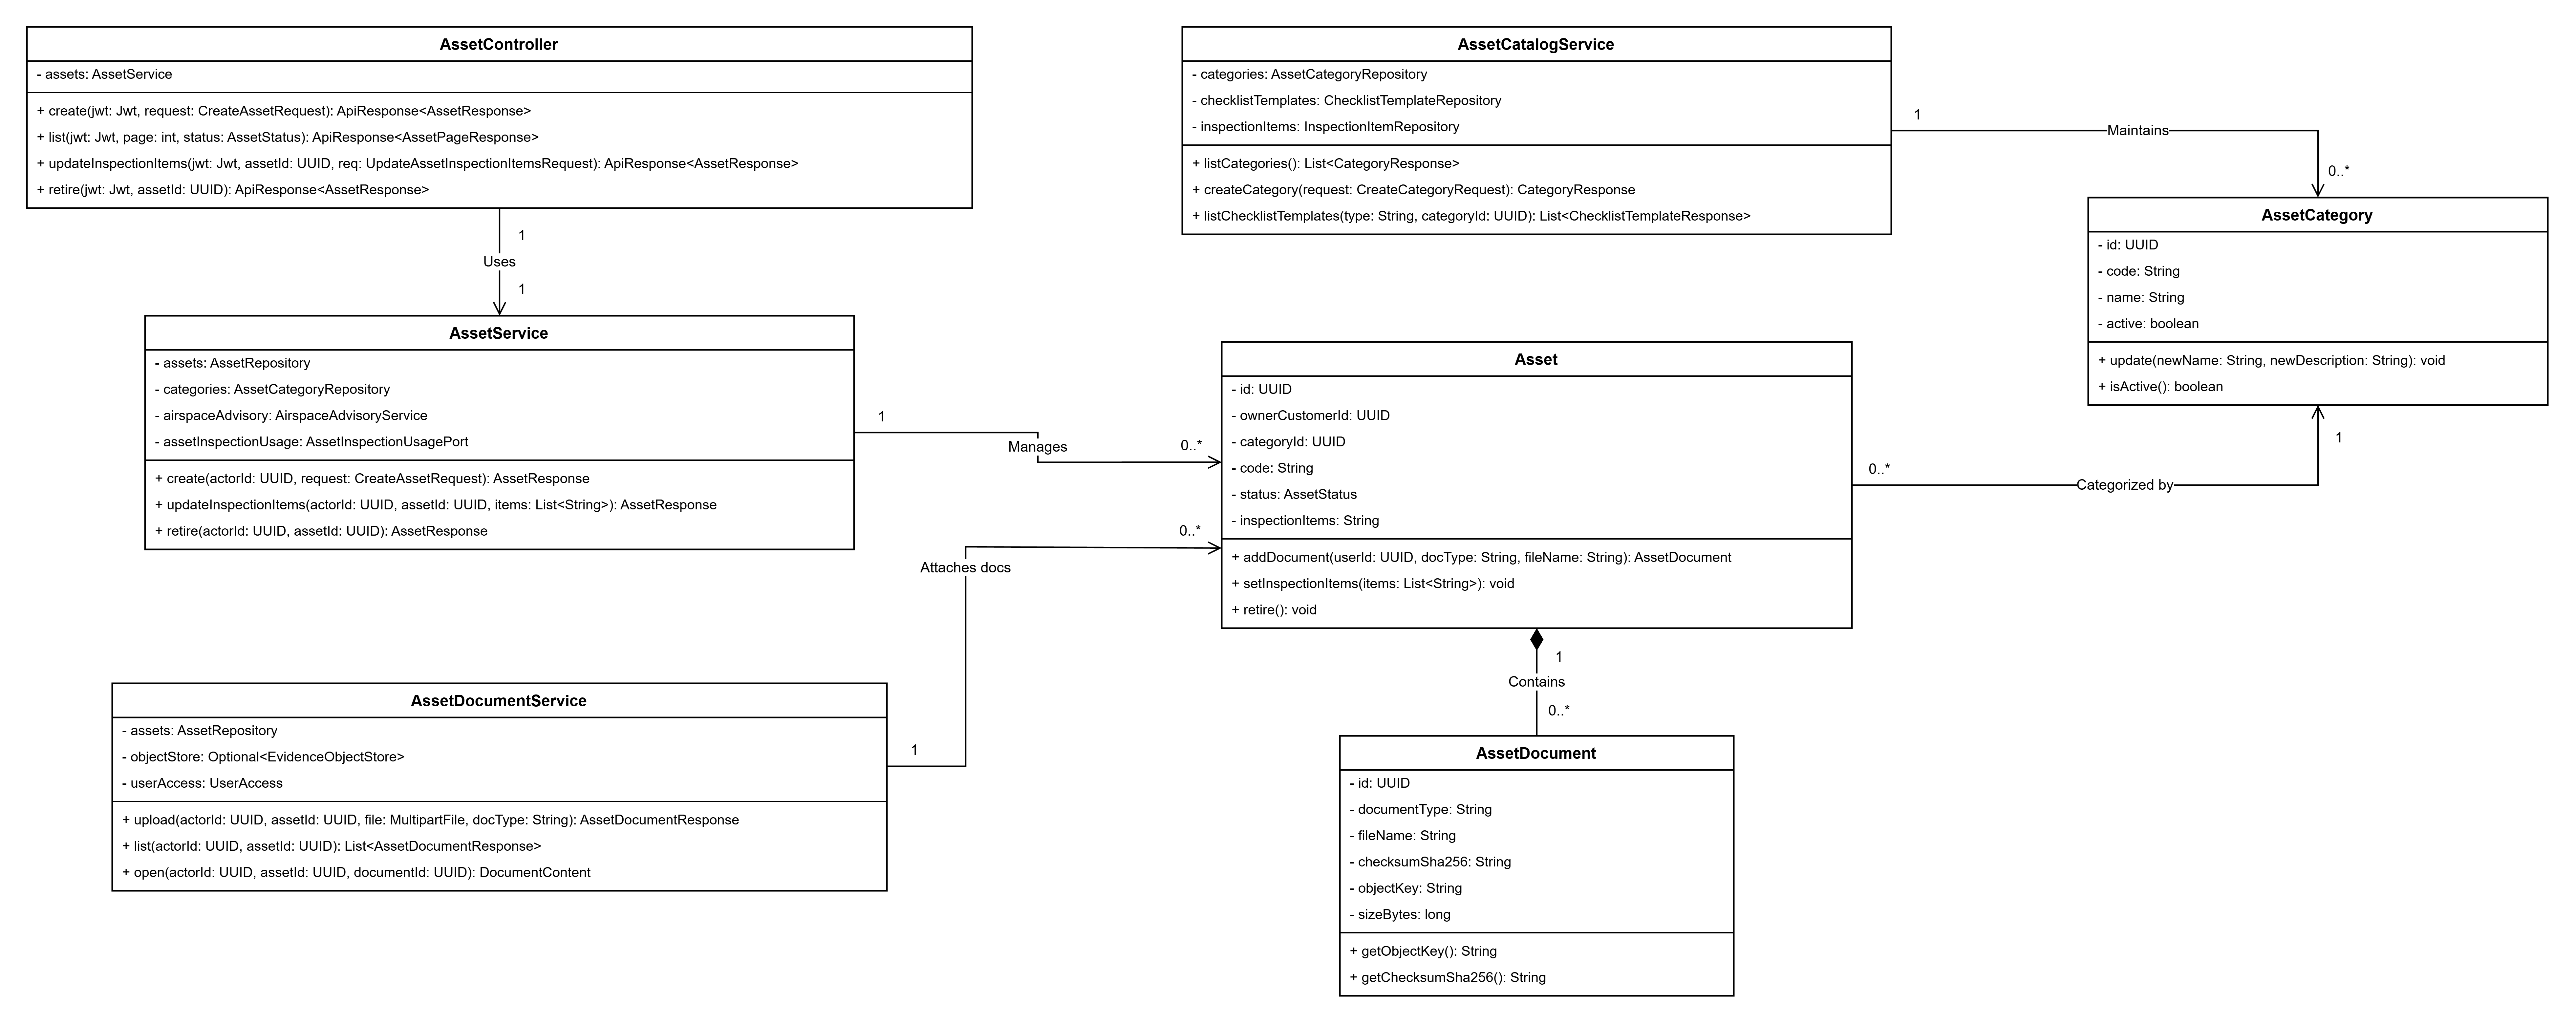 AssetController
- assets: AssetService
+ create(jwt: Jwt, request: CreateAssetRequest): ApiResponse<AssetResponse>
+ list(jwt: Jwt, page: int, status: AssetStatus): ApiResponse<AssetPageResponse>
+ updateInspectionItems(jwt: Jwt, assetId: UUID, req: UpdateAssetInspectionItemsRequest): ApiResponse<AssetResponse>
+ retire(jwt: Jwt, assetId: UUID): ApiResponse<AssetResponse>
1
Uses
1
AssetCatalogService
- categories: AssetCategoryRepository
- checklistTemplates: ChecklistTemplateRepository
- inspectionItems: InspectionItemRepository
+ listCategories(): List<CategoryResponse>
+ createCategory(request: CreateCategoryRequest): CategoryResponse
+ listChecklistTemplates(type: String, categoryId: UUID): List<ChecklistTemplateResponse>
1
Maintains
0..*
AssetCategory
- id: UUID
- code: String
- name: String
- active: boolean
+ update(newName: String, newDescription: String): void
+ isActive(): boolean
AssetService
- assets: AssetRepository
- categories: AssetCategoryRepository
- airspaceAdvisory: AirspaceAdvisoryService
- assetInspectionUsage: AssetInspectionUsagePort
+ create(actorId: UUID, request: CreateAssetRequest): AssetResponse
+ updateInspectionItems(actorId: UUID, assetId: UUID, items: List<String>): AssetResponse
+ retire(actorId: UUID, assetId: UUID): AssetResponse
1
Manages
0..*
Asset
- id: UUID
- ownerCustomerId: UUID
- categoryId: UUID
- code: String
- status: AssetStatus
- inspectionItems: String
+ addDocument(userId: UUID, docType: String, fileName: String): AssetDocument
+ setInspectionItems(items: List<String>): void
+ retire(): void
0..*
Categorized by
1
0..*
Attaches docs
1
AssetDocumentService
- assets: AssetRepository
- objectStore: Optional<EvidenceObjectStore>
- userAccess: UserAccess
+ upload(actorId: UUID, assetId: UUID, file: MultipartFile, docType: String): AssetDocumentResponse
+ list(actorId: UUID, assetId: UUID): List<AssetDocumentResponse>
+ open(actorId: UUID, assetId: UUID, documentId: UUID): DocumentContent
1
Contains
0..*
AssetDocument
- id: UUID
- documentType: String
- fileName: String
- checksumSha256: String
- objectKey: String
- sizeBytes: long
+ getObjectKey(): String
+ getChecksumSha256(): String